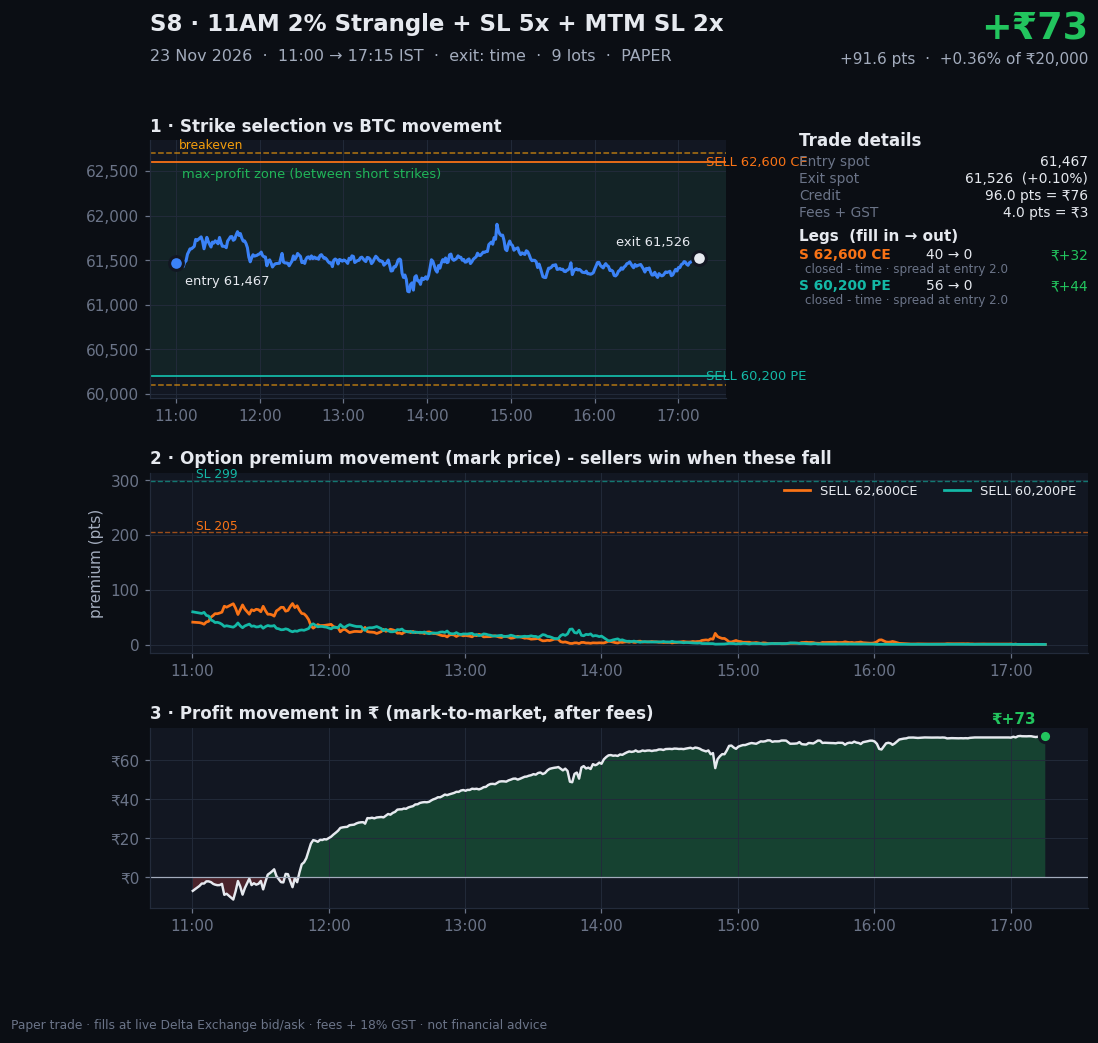 S8 · 11AM 2% Strangle + SL 5x + MTM SL 2x
+₹73
23 Nov 2026 · 11:00 → 17:15 IST · exit: time · 9 lots · PAPER
+91.6 pts · +0.36% of ₹20,000
1 · Strike selection vs BTC movement
breakeven
SELL 62,600 CE
max-profit zone (between short strikes)
exit 61,526
entry 61,467
SELL 60,200 PE
62,500
62,000
61,500
61,000
60,500
60,000
11:00 12:00 13:00 14:00 15:00 16:00 17:00
Trade details
Entry spot 61,467
Exit spot 61,526 (+0.10%)
Credit 96.0 pts = ₹76
Fees + GST 4.0 pts = ₹3
Legs (fill in → out)
S 62,600 CE 40 → 0 ₹+32
closed - time · spread at entry 2.0
S 60,200 PE 56 → 0 ₹+44
closed - time · spread at entry 2.0
2 · Option premium movement (mark price) - sellers win when these fall
SL 299
SELL 62,600CE SELL 60,200PE
SL 205
premium (pts)
300
200
100
0
11:00 12:00 13:00 14:00 15:00 16:00 17:00
3 · Profit movement in ₹ (mark-to-market, after fees)
₹+73
₹60
₹40
₹20
₹0
11:00 12:00 13:00 14:00 15:00 16:00 17:00
Paper trade · fills at live Delta Exchange bid/ask · fees + 18% GST · not financial advice